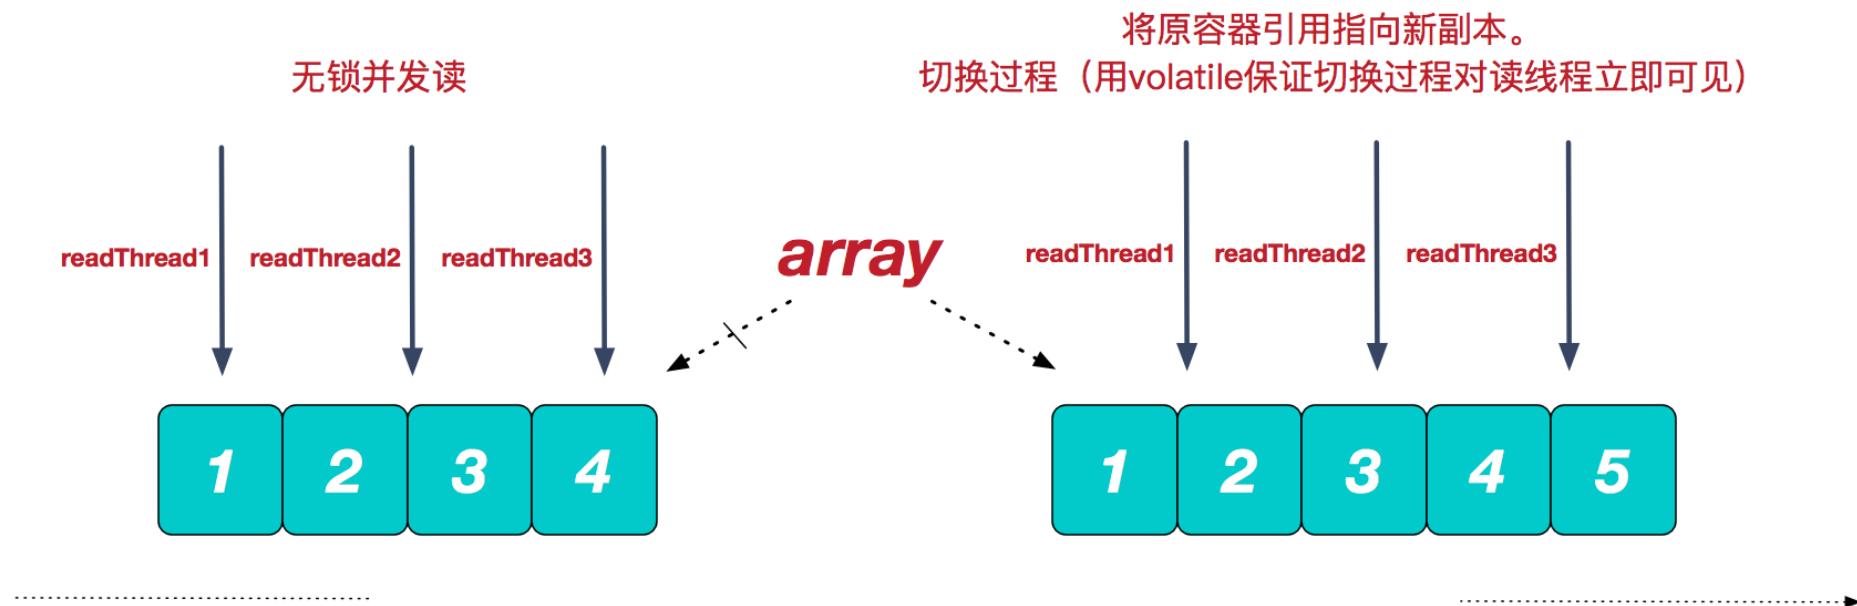 无锁并发读
将原容器引用指向新副本。
切换过程（用volatile保证切换过程对读线程立即可见）
readThread1 readThread2 readThread3
array
readThread1 readThread2 readThread3
1 2 3 4
1 2 3 4 5